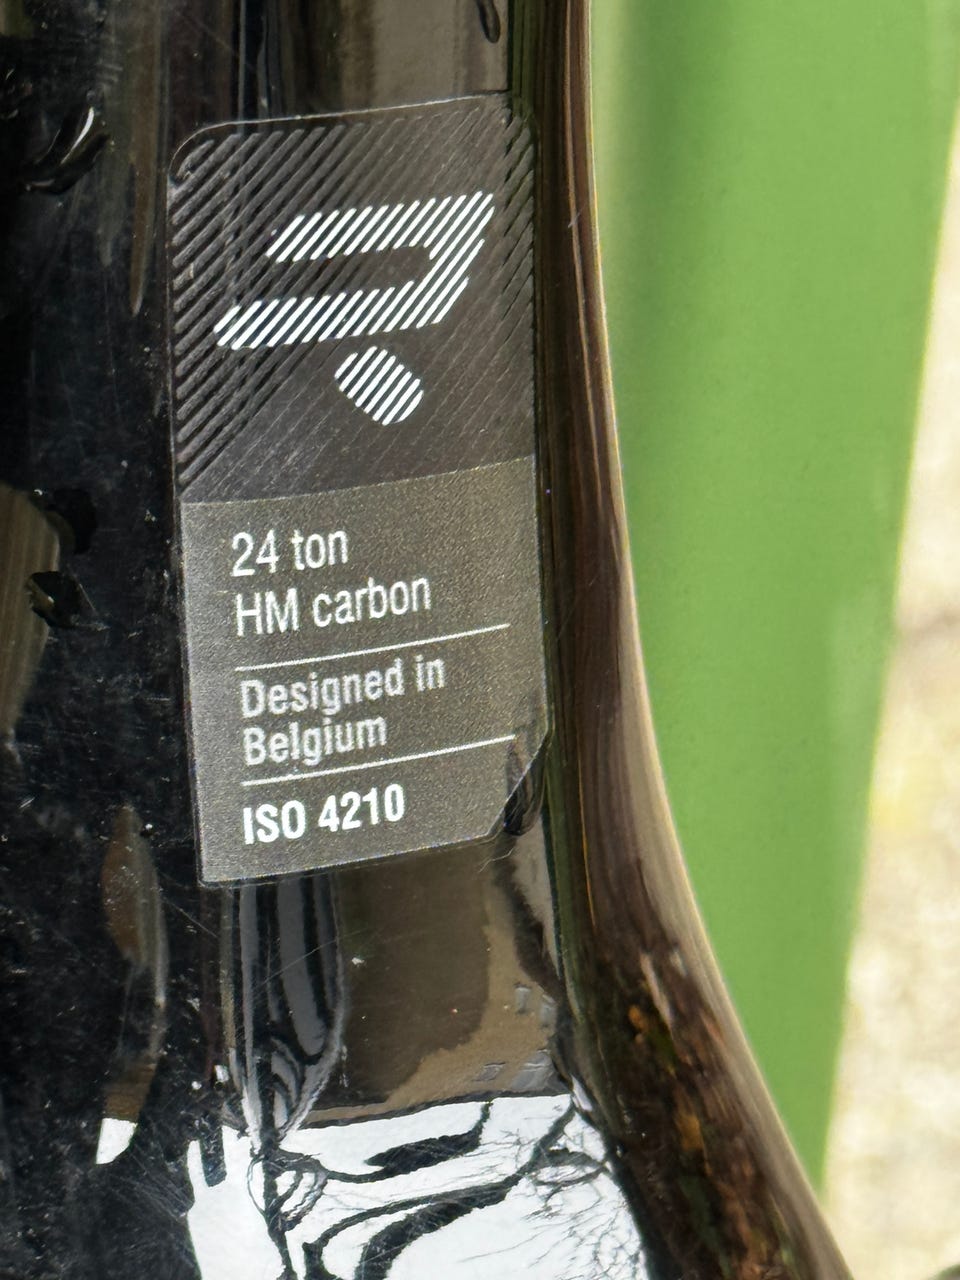 24 ton
HM carbon
Designed in
Belgium
ISO 4210